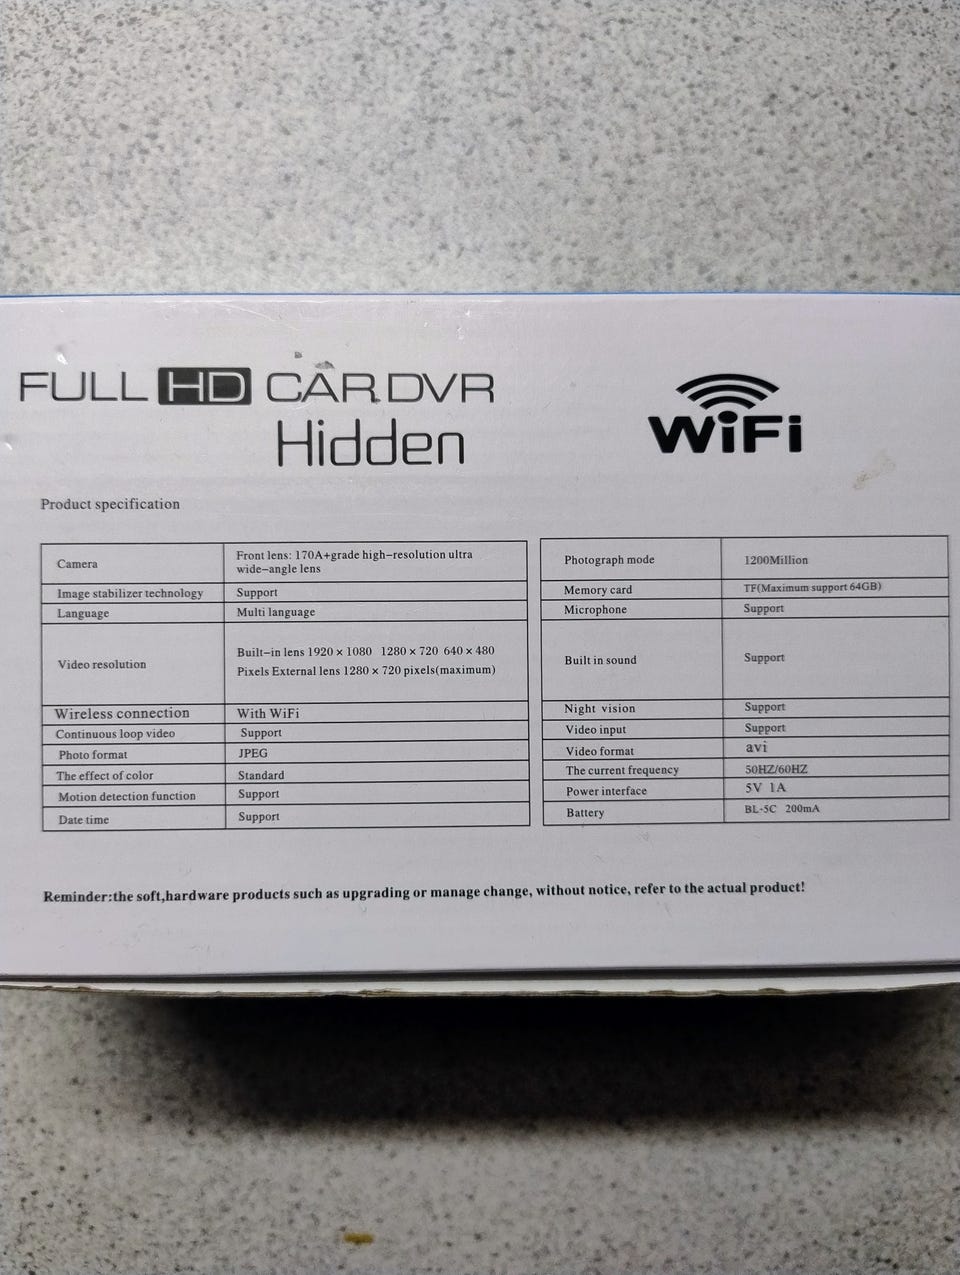 FULL HD CAR DVR
Hidden
WiFi
Product specification
Camera
Front lens: 170A+grade high-resolution ultra
wide-angle lens
Image stabilizer technology Support
Language Multi language
Video resolution
Built-in lens 1920 × 1080 1280 × 720 640 × 480
Pixels External lens 1280 × 720 pixels(maximum)
Wireless connection With WiFi
Continuous loop video Support
Photo format JPEG
The effect of color Standard
Motion detection function Support
Date time Support
Photograph mode 1200Million
Memory card TF(Maximum support 64GB)
Microphone Support
Built in sound Support
Night vision Support
Video input Support
Video format avi
The current frequency 50HZ/60HZ
Power interface 5V 1A
Battery BL-5C 200mA
Reminder:the soft,hardware products such as upgrading or manage change, without notice, refer to the actual product!